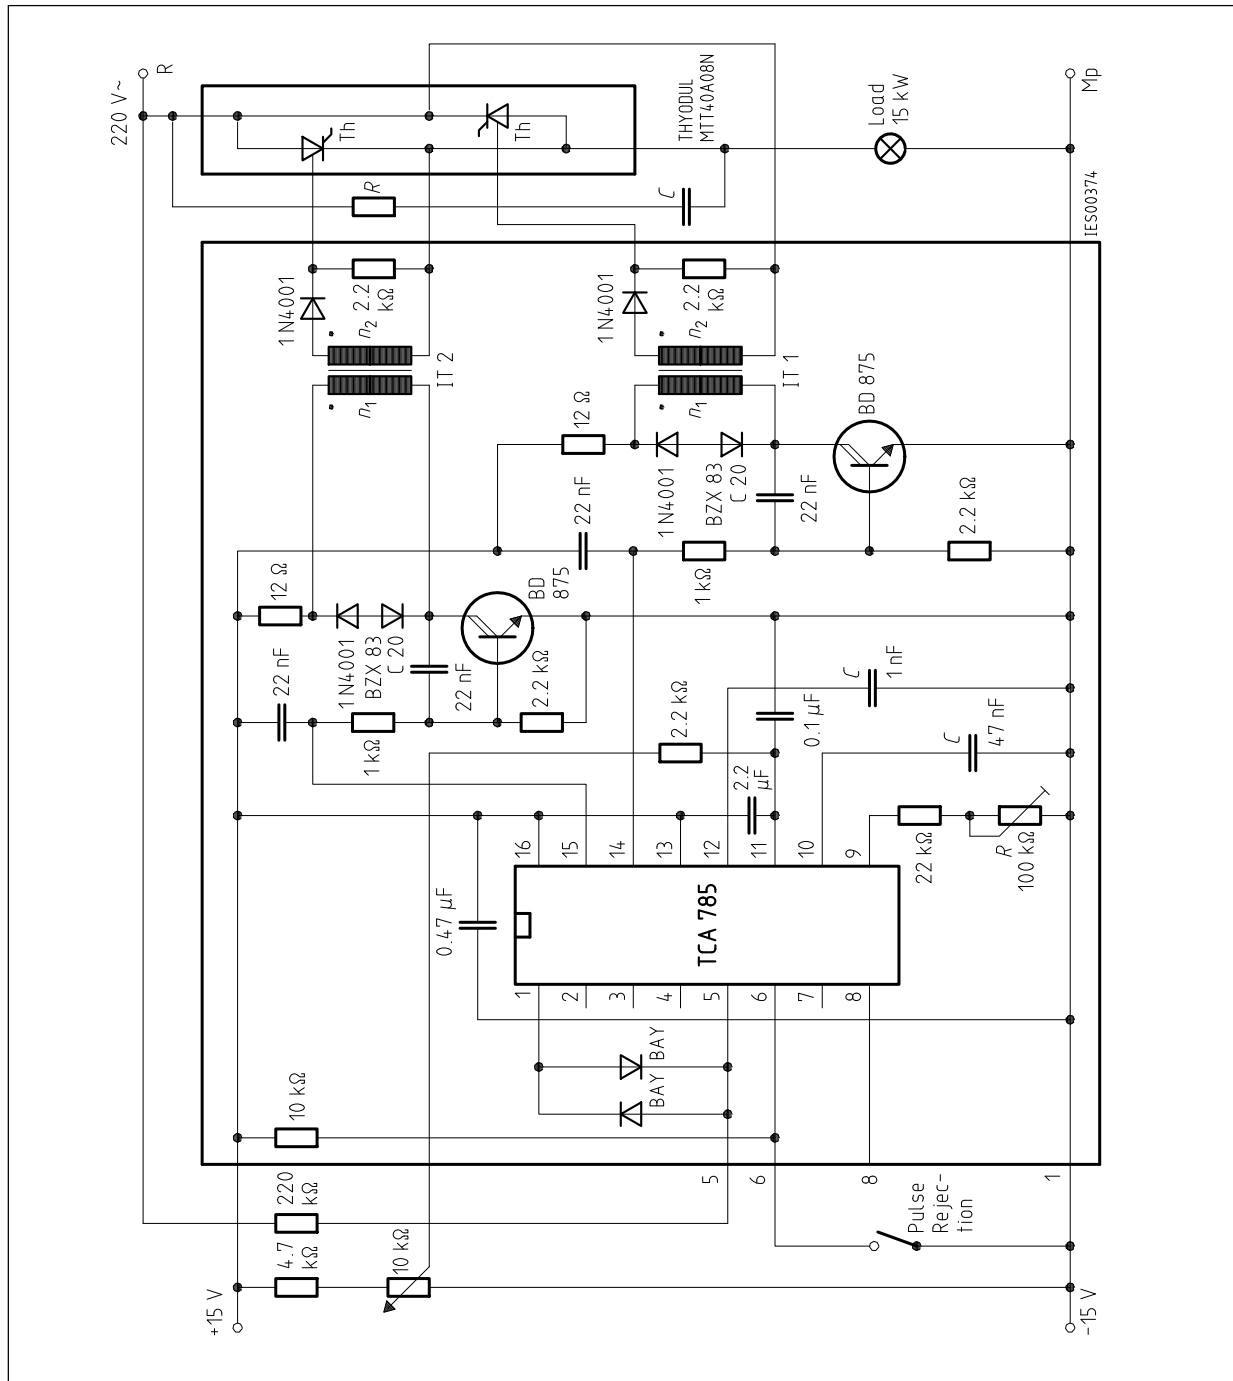 220 V~
R
Th
Th
THYODUL
MTT40A08N
Load
15 kW
Mp
IES00374
R
C
1N4001
2.2
kΩ
n2
n1
IT 2
1N4001
2.2
kΩ
n2
n1
IT 1
12 Ω
22 nF
1N4001
BZX 83
C 20
22 nF
BD 875
1 kΩ
2.2 kΩ
12 Ω
22 nF
1N4001
BZX 83
C 20
22 nF
BD
875
1 kΩ
2.2 kΩ
2.2 kΩ
0.1 µF
C
1 nF
C
47 nF
2.2
µF
22 kΩ
R
100 kΩ
0.47 µF
16
15
14
13
12
11
10
9
TCA 785
1
2
3
4
5
6
7
8
BAY
BAY
10 kΩ
220
kΩ
4.7
kΩ
10 kΩ
5
6
8
1
Pulse
Rejec-
tion
+15 V
-15 V